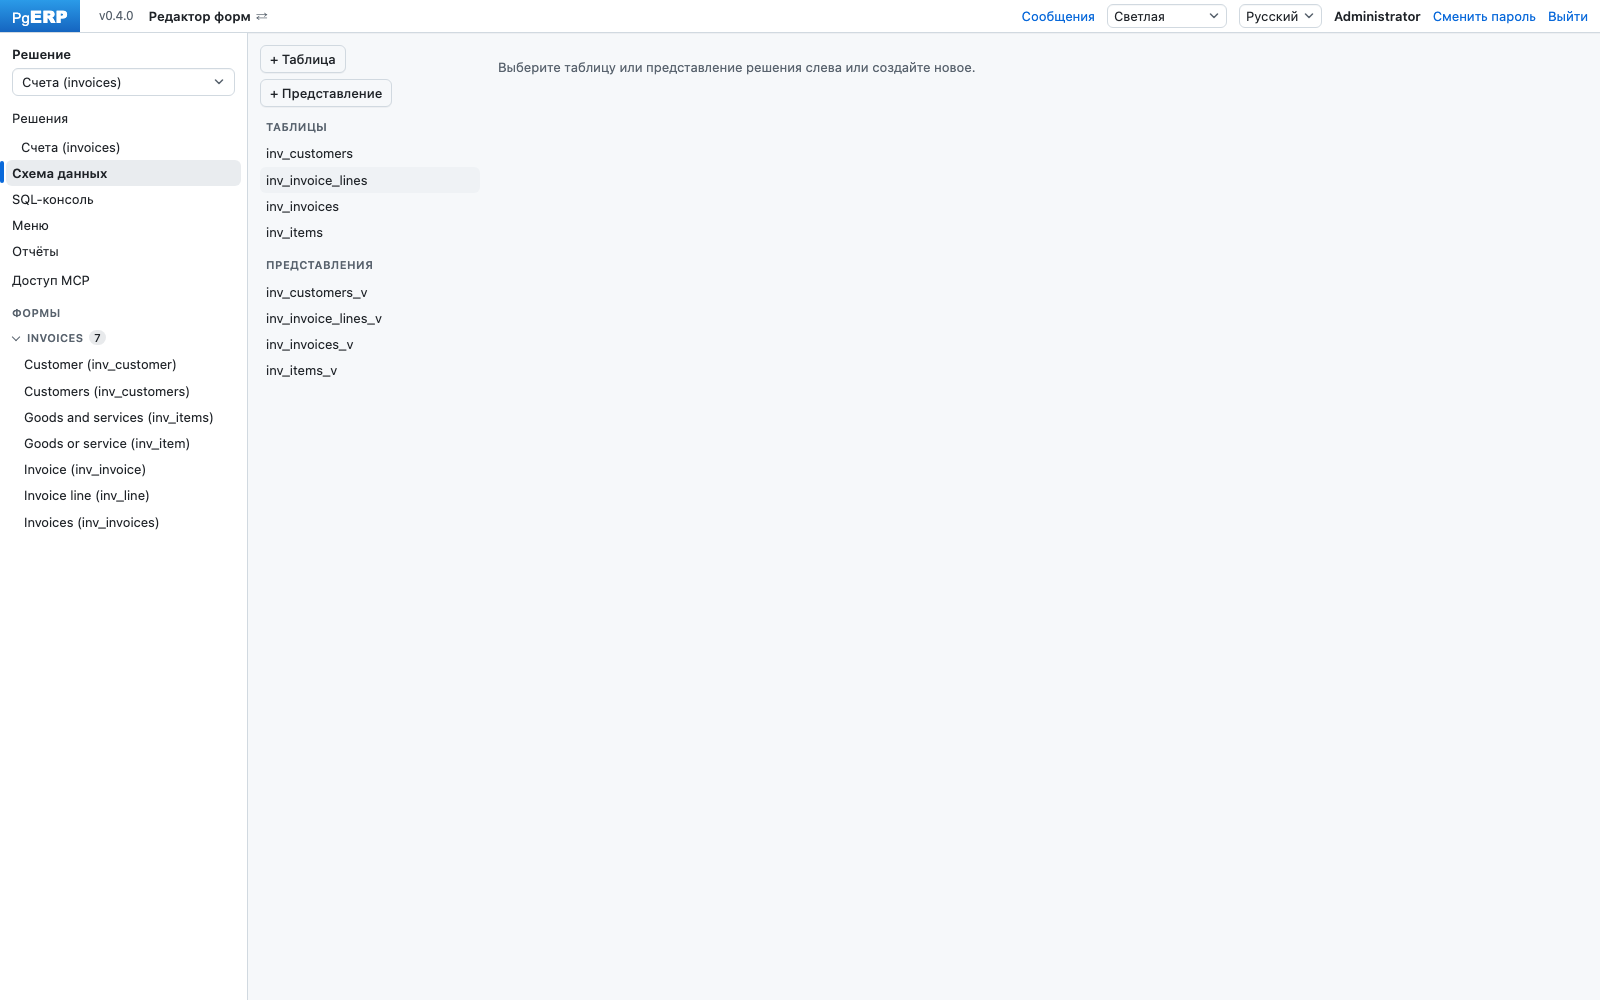 PgERP v0.4.0 Редактор форм ⇄ Сообщения Светлая Русский Administrator Сменить пароль Выйти
Решение
Счета (invoices)
Решения
Счета (invoices)
Схема данных
SQL-консоль
Меню
Отчёты
Доступ MCP
ФОРМЫ
INVOICES 7
Customer (inv_customer)
Customers (inv_customers)
Goods and services (inv_items)
Goods or service (inv_item)
Invoice (inv_invoice)
Invoice line (inv_line)
Invoices (inv_invoices)
+ Таблица
+ Представление
ТАБЛИЦЫ
inv_customers
inv_invoice_lines
inv_invoices
inv_items
ПРЕДСТАВЛЕНИЯ
inv_customers_v
inv_invoice_lines_v
inv_invoices_v
inv_items_v
Выберите таблицу или представление решения слева или создайте новое.